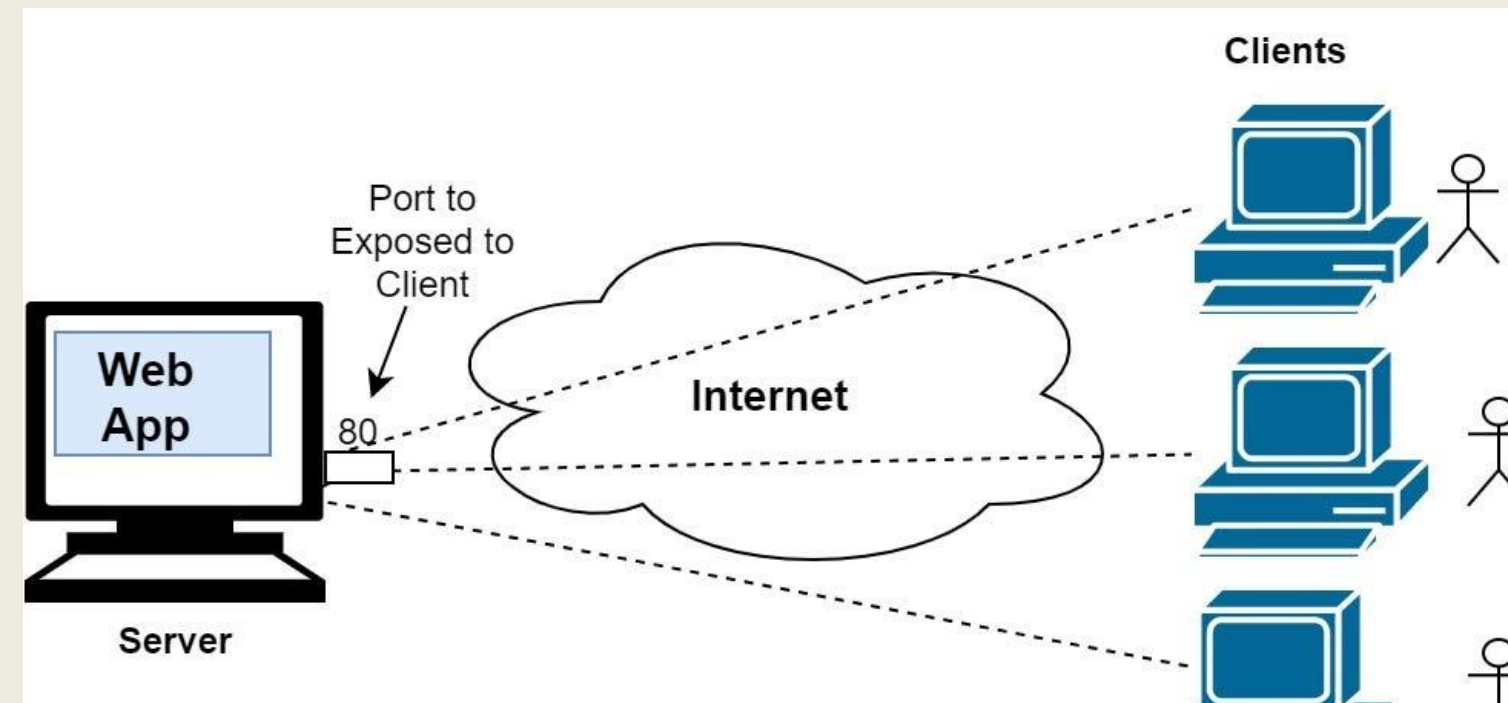 Clients
Port to
Exposed to
Client
Web
App
80
Internet
Server